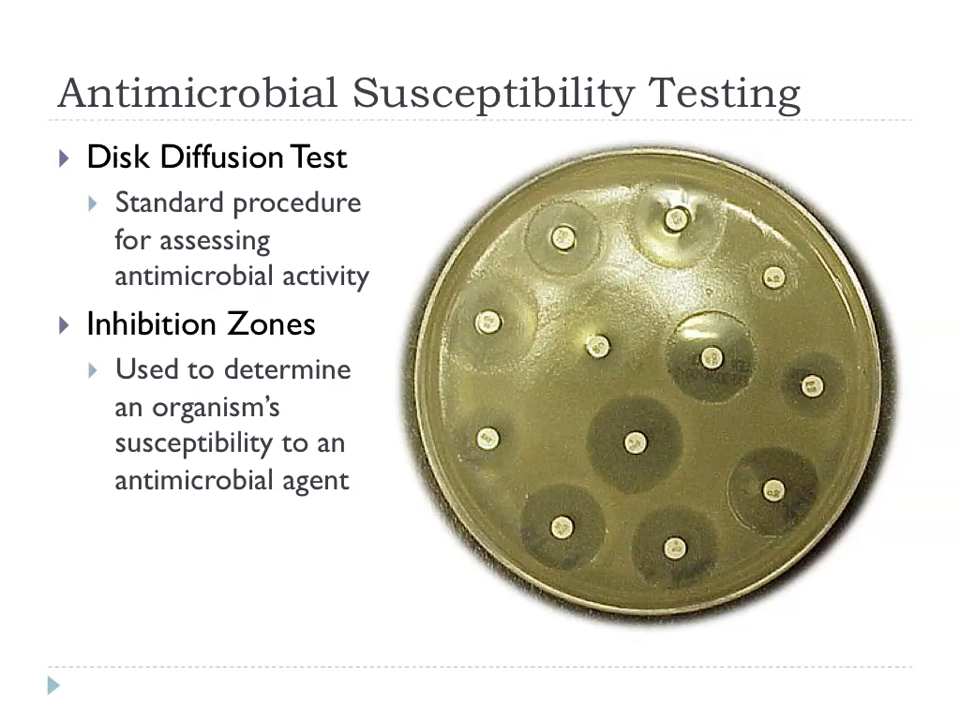 Antimicrobial Susceptibility Testing
Disk Diffusion Test
Standard procedure
for assessing
antimicrobial activity
Inhibition Zones
Used to determine
an organism’s
susceptibility to an
antimicrobial agent